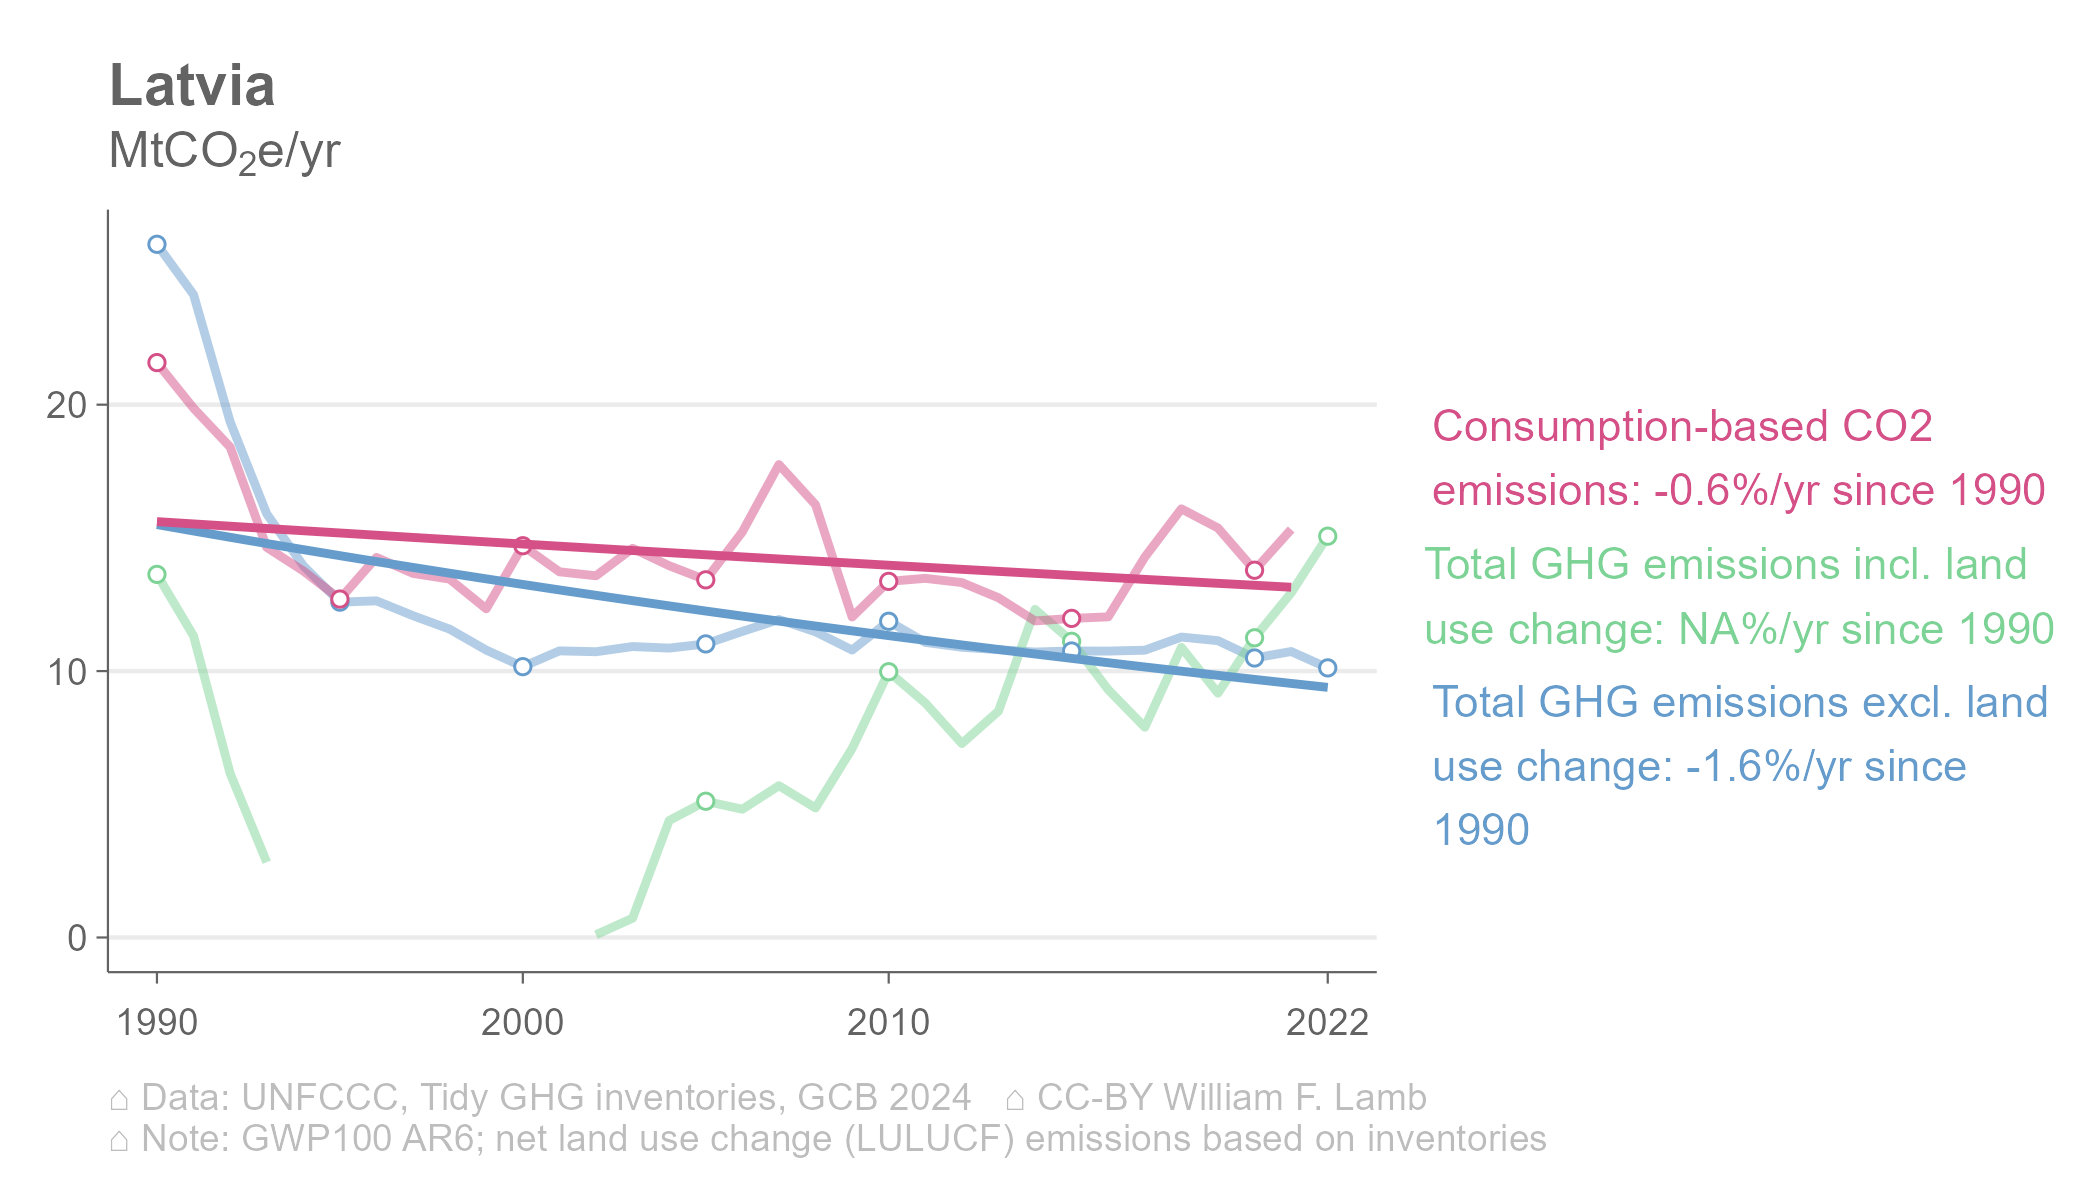 Latvia
MtCO₂e/yr
20
10
0
1990
2000
2010
2022
Consumption-based CO2
emissions: -0.6%/yr since 1990
Total GHG emissions incl. land
use change: NA%/yr since 1990
Total GHG emissions excl. land
use change: -1.6%/yr since
1990
⌂ Data: UNFCCC, Tidy GHG inventories, GCB 2024 ⌂ CC-BY William F. Lamb
⌂ Note: GWP100 AR6; net land use change (LULUCF) emissions based on inventories